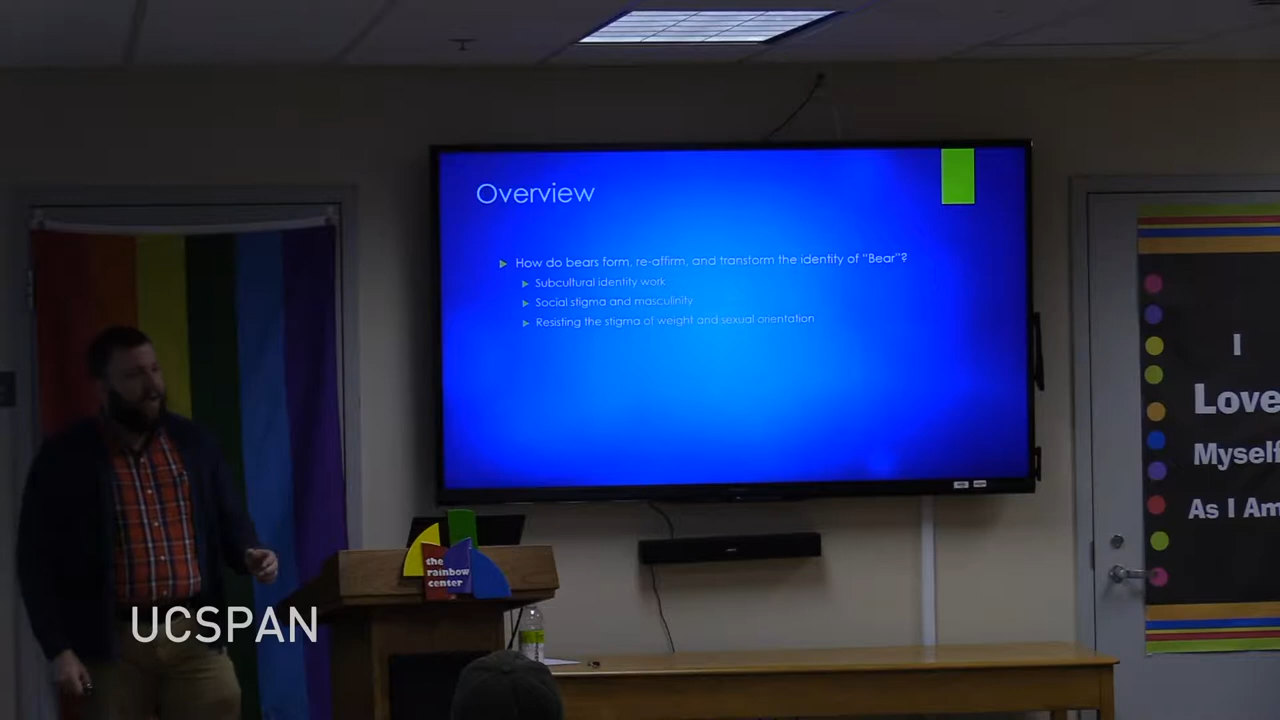 Overview
How do bears form, re-affirm, and transform the identity of “Bear”?
Subcultural identity work
Social stigma and masculinity
Resisting the stigma of weight and sexual orientation
I
Love
Myself
As I Am
the
rainbow
center
UCSPAN